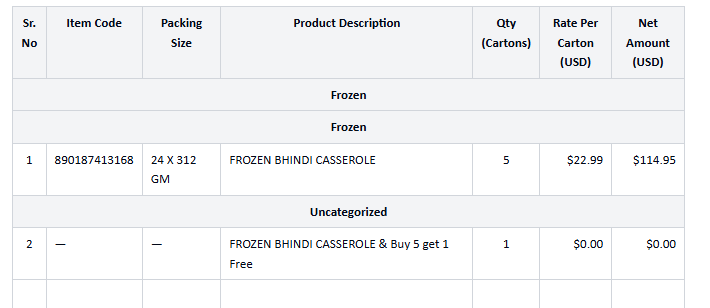 Sr. No Item Code Packing Size Product Description Qty (Cartons) Rate Per Carton (USD) Net Amount (USD)
Frozen
Frozen
1 890187413168 24 X 312 GM FROZEN BHINDI CASSEROLE 5 $22.99 $114.95
Uncategorized
2 — — FROZEN BHINDI CASSEROLE & Buy 5 get 1 Free 1 $0.00 $0.00